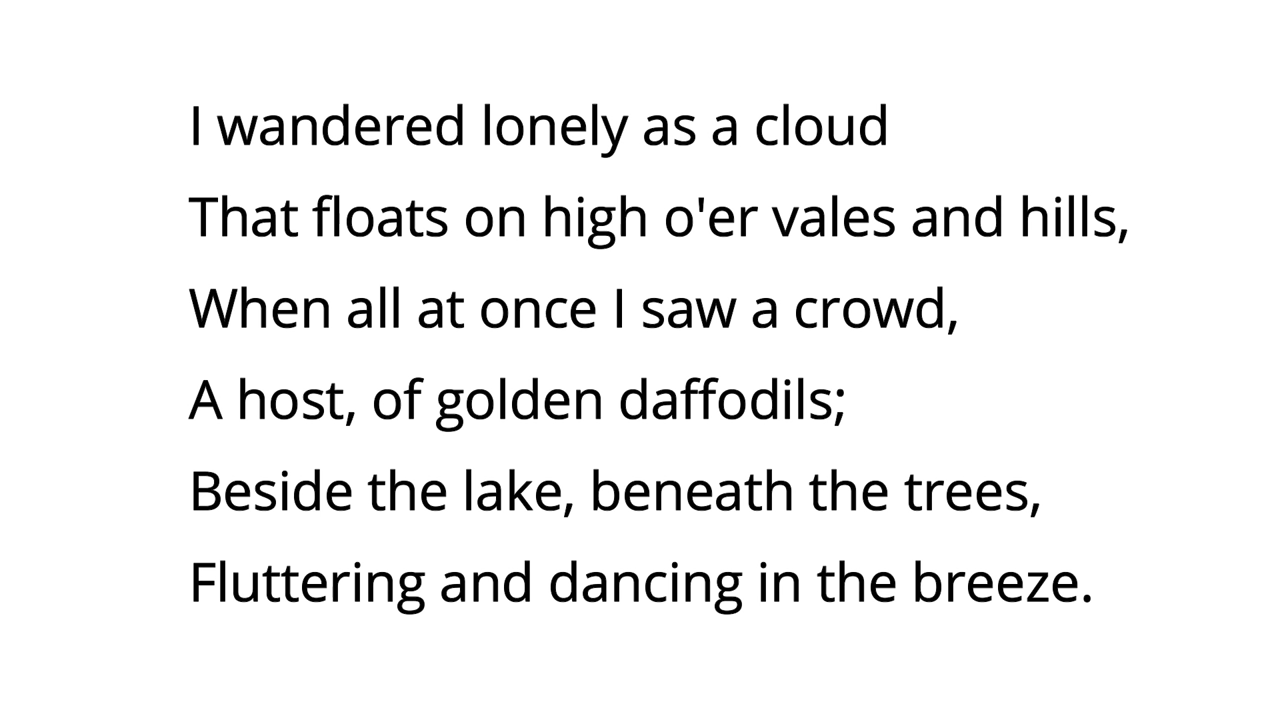 I wandered lonely as a cloud
That floats on high o'er vales and hills,
When all at once I saw a crowd,
A host, of golden daffodils;
Beside the lake, beneath the trees,
Fluttering and dancing in the breeze.